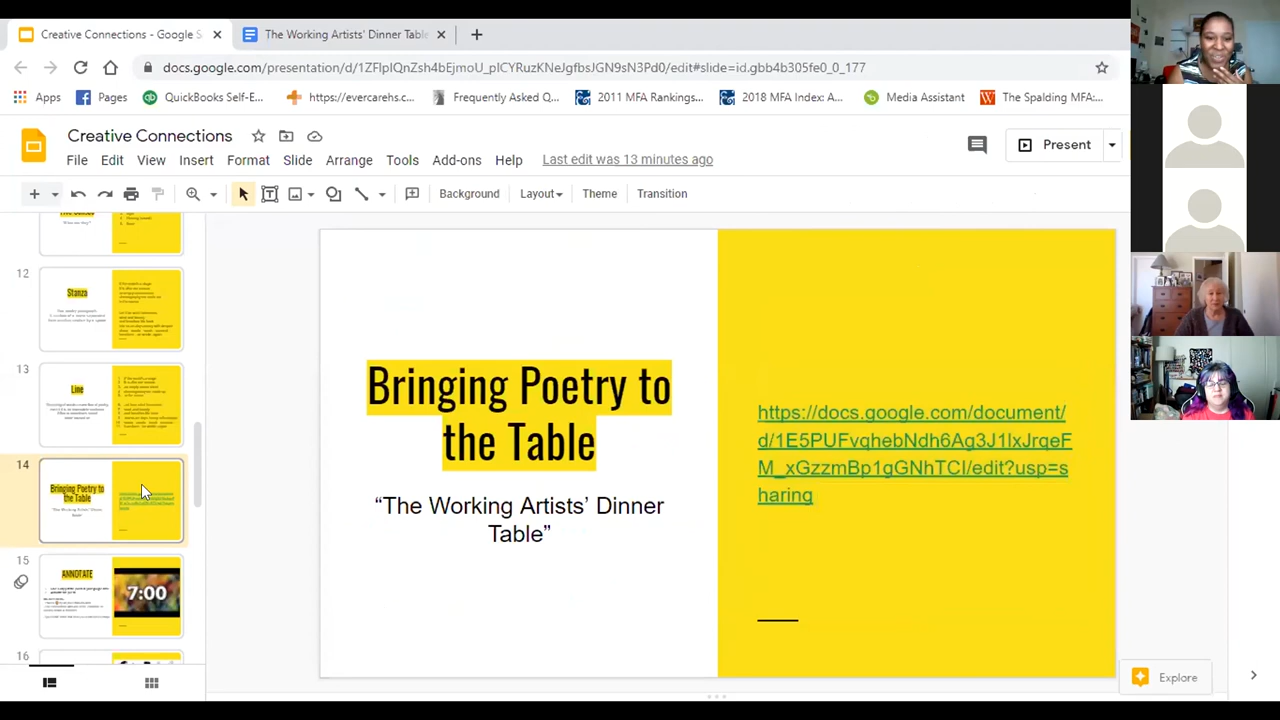 Creative Connections - Google S
The Working Artists' Dinner Table
docs.google.com/presentation/d/
/edit#slide=id.gbb4b305fe0_0_177
Apps
Pages
QuickBooks Self-E...
https://evercarehs.c...
Frequently Asked Q...
2011 MFA Rankings...
2018 MFA Index: A...
Media Assistant
The Spalding MFA:...
Creative Connections
File Edit View Insert Format Slide Arrange Tools Add-ons Help
Last edit was 13 minutes ago
Present
Background
Layout
Theme
Transition
12
Stanza
13
Line
14
Bringing Poetry to
the Table
15
ANNOTATE
7:00
16
Bringing Poetry to
the Table
“The Working Artists’ Dinner
Table”
https://docs.google.com/document/
d/1E5PUFvqhebNdh6Ag3J1lxJrqeF
M_xGzzmBp1gGNhTCI/edit?usp=s
haring
Explore